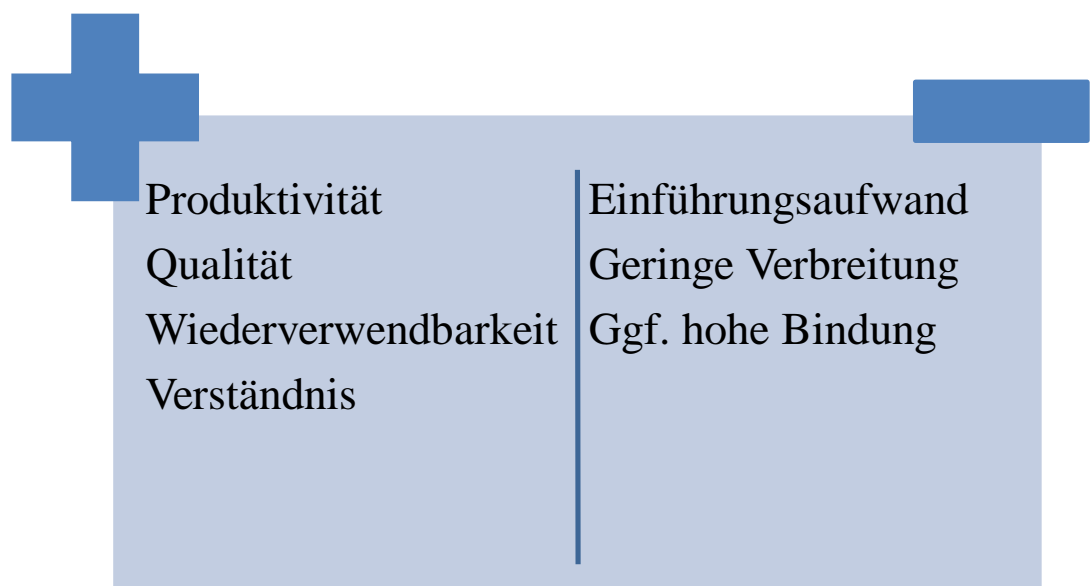 Produktivität
Qualität
Wiederverwendbarkeit
Verständnis
Einführungsaufwand
Geringe Verbreitung
Ggf. hohe Bindung